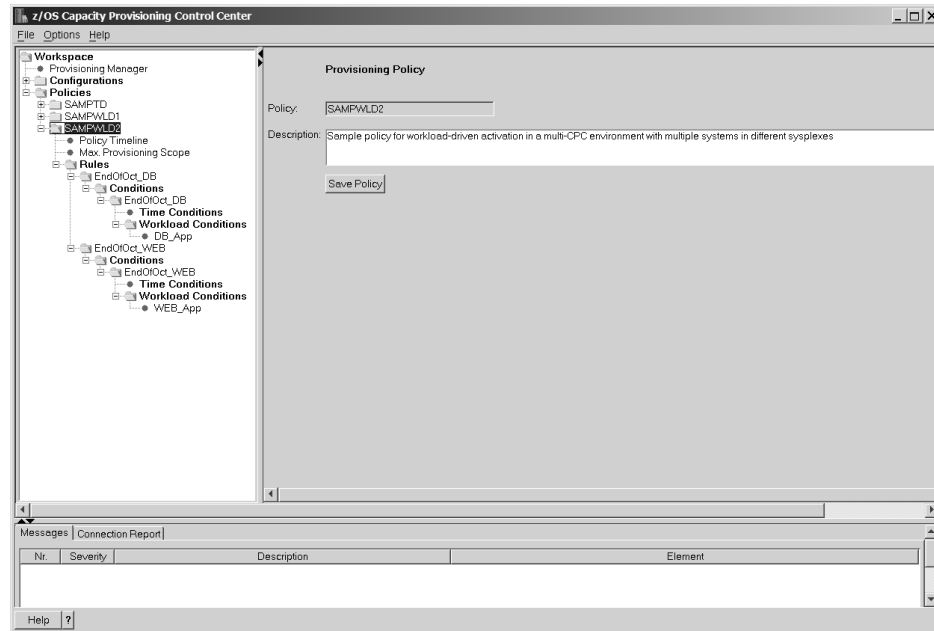 z/OS Capacity Provisioning Control Center
File Options Help
Workspace
Provisioning Manager
Configurations
Policies
SAMPTD
SAMPWLD1
SAMPWLD2
Policy Timeline
Max. Provisioning Scope
Rules
EndOfOct_DB
Conditions
EndOfOct_DB
Time Conditions
Workload Conditions
DB_App
EndOfOct_WEB
Conditions
EndOfOct_WEB
Time Conditions
Workload Conditions
WEB_App
Provisioning Policy
Policy: SAMPWLD2
Description: Sample policy for workload-driven activation in a multi-CPC environment with multiple systems in different sysplexes
Save Policy
Messages Connection Report
Nr. Severity Description Element
Help ?